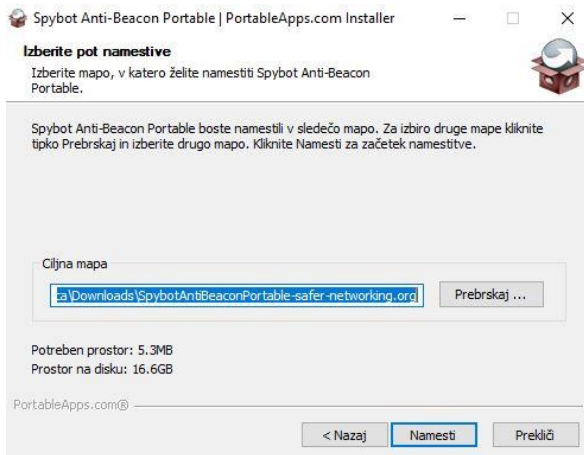 Spybot Anti-Beacon Portable | PortableApps.com Installer
Izberite pot namestive
Izberite mapo, v katero želite namestiti Spybot Anti-Beacon
Portable.
Spybot Anti-Beacon Portable boste namestili v sledečo mapo. Za izbiro druge mape kliknite
tipko Prebrskaj in izberite drugo mapo. Kliknite Namesti za začetek namestitve.
Ciljna mapa
ca\Downloads\SpybotAntiBeaconPortable-safer-networking.org
Prebrskaj ...
Potreben prostor: 5.3MB
Prostor na disku: 16.6GB
PortableApps.com®
< Nazaj
Namesti
Prekliči